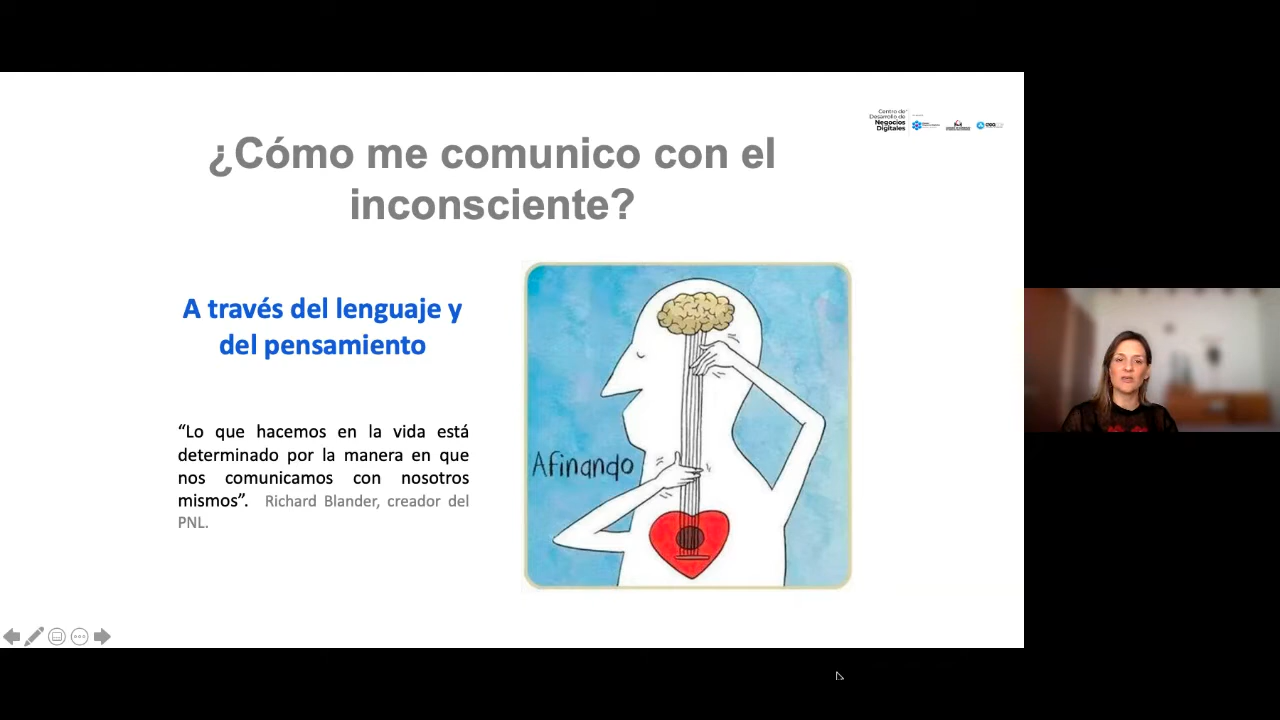 Centro de
Desarrollo de
Negocios
Digitales
¿Cómo me comunico con el
inconsciente?
A través del lenguaje y
del pensamiento
“Lo que hacemos en la vida está
determinado por la manera en que
nos comunicamos con nosotros
mismos”. Richard Blander, creador del
PNL.
Afinando